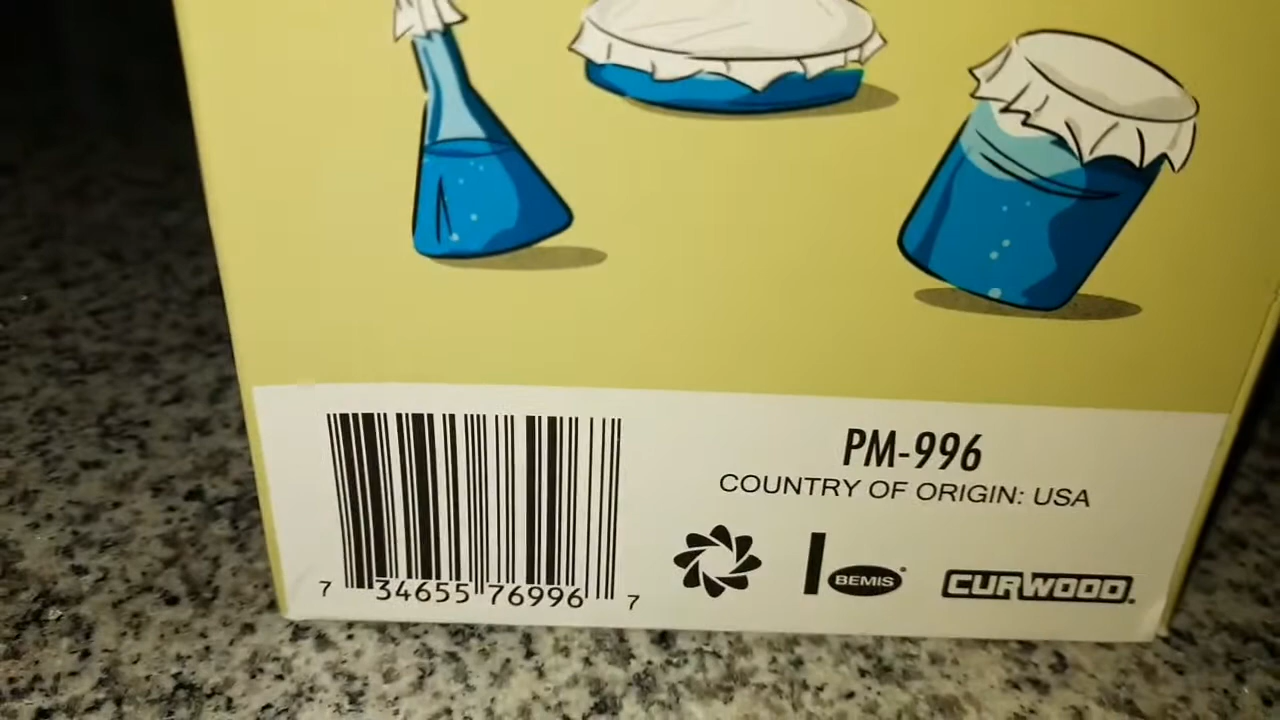 PM-996
COUNTRY OF ORIGIN: USA
BEMIS
CURWOOD
7 34655 76996 7